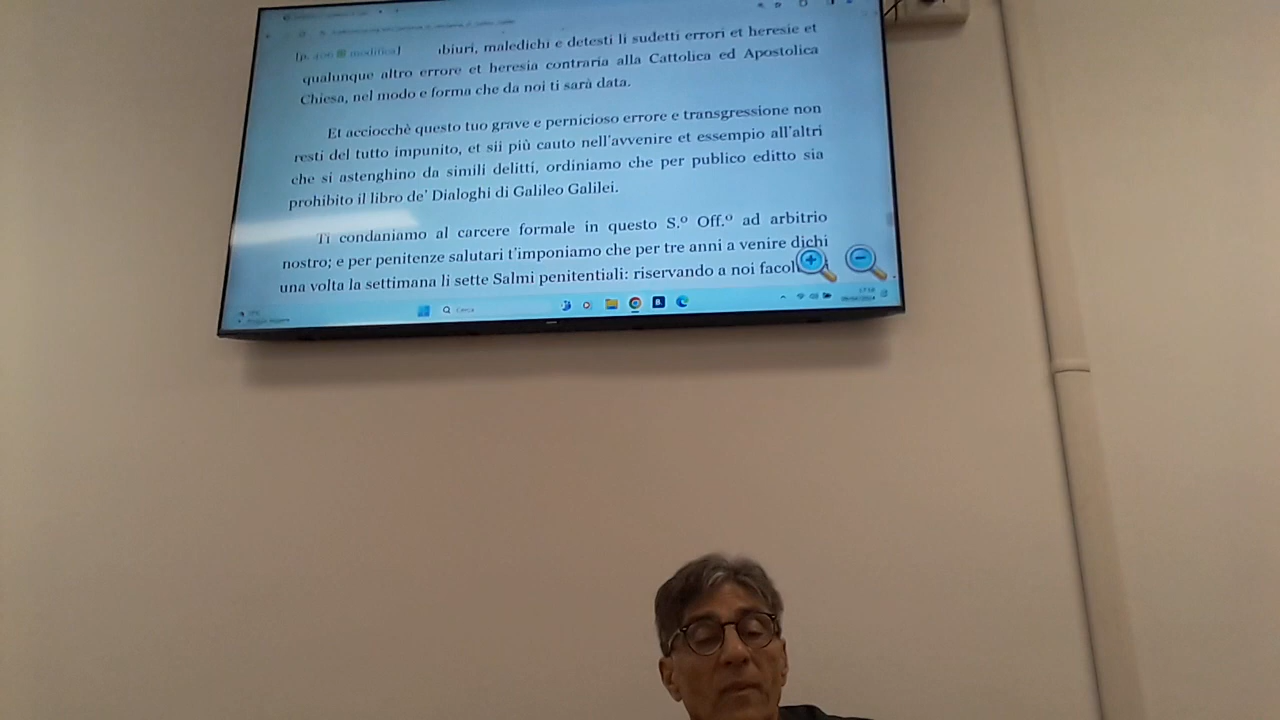 modifica] abiuri, maledichi e detesti li sudetti errori et heresie et
qualunque altro errore et heresia contraria alla Cattolica ed Apostolica
Chiesa, nel modo e forma che da noi ti sarà data.
Et acciocchè questo tuo grave e pernicioso errore e transgressione non
resti del tutto impunito, et sii più cauto nell'avvenire et essempio all'altri
che si astenghino da simili delitti, ordiniamo che per publico editto sia
prohibito il libro de' Dialoghi di Galileo Galilei.
Ti condaniamo al carcere formale in questo S.º Off.º ad arbitrio
nostro; e per penitenze salutari t'imponiamo che per tre anni a venire dichi
una volta la settimana li sette Salmi penitentiali: riservando a noi
Cerca